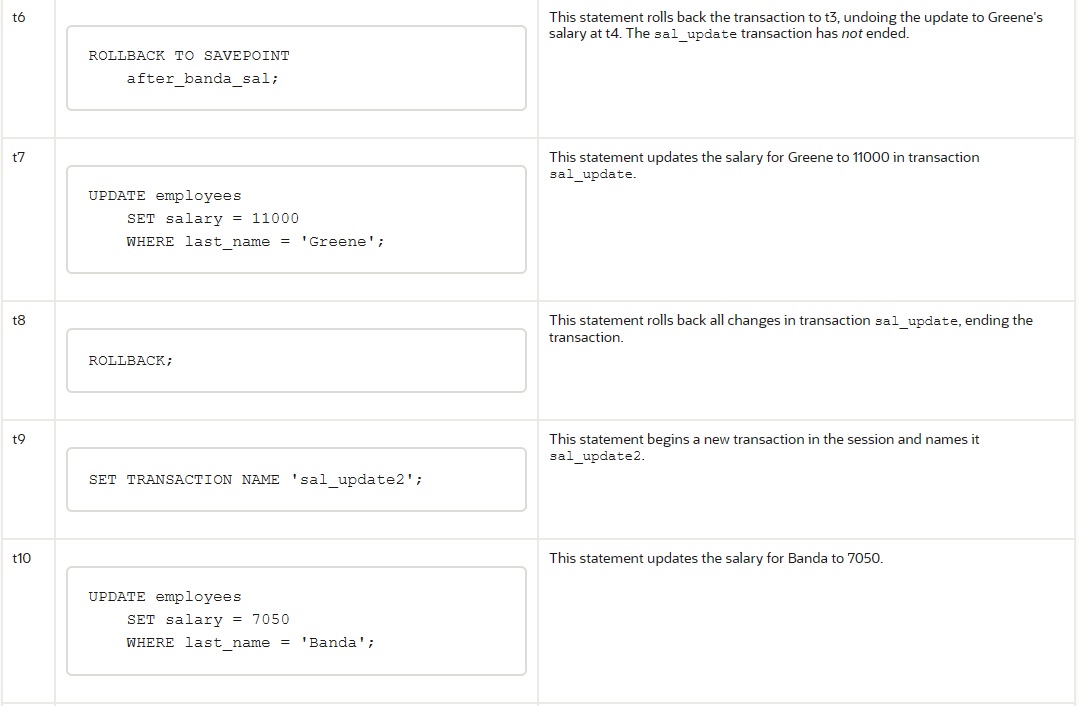 t6
ROLLBACK TO SAVEPOINT
after_banda_sal;
This statement rolls back the transaction to t3, undoing the update to Greene's
salary at t4. The sal_update transaction has not ended.
t7
UPDATE employees
SET salary = 11000
WHERE last_name = 'Greene';
This statement updates the salary for Greene to 11000 in transaction
sal_update.
t8
ROLLBACK;
This statement rolls back all changes in transaction sal_update, ending the
transaction.
t9
SET TRANSACTION NAME 'sal_update2';
This statement begins a new transaction in the session and names it
sal_update2.
t10
UPDATE employees
SET salary = 7050
WHERE last_name = 'Banda';
This statement updates the salary for Banda to 7050.